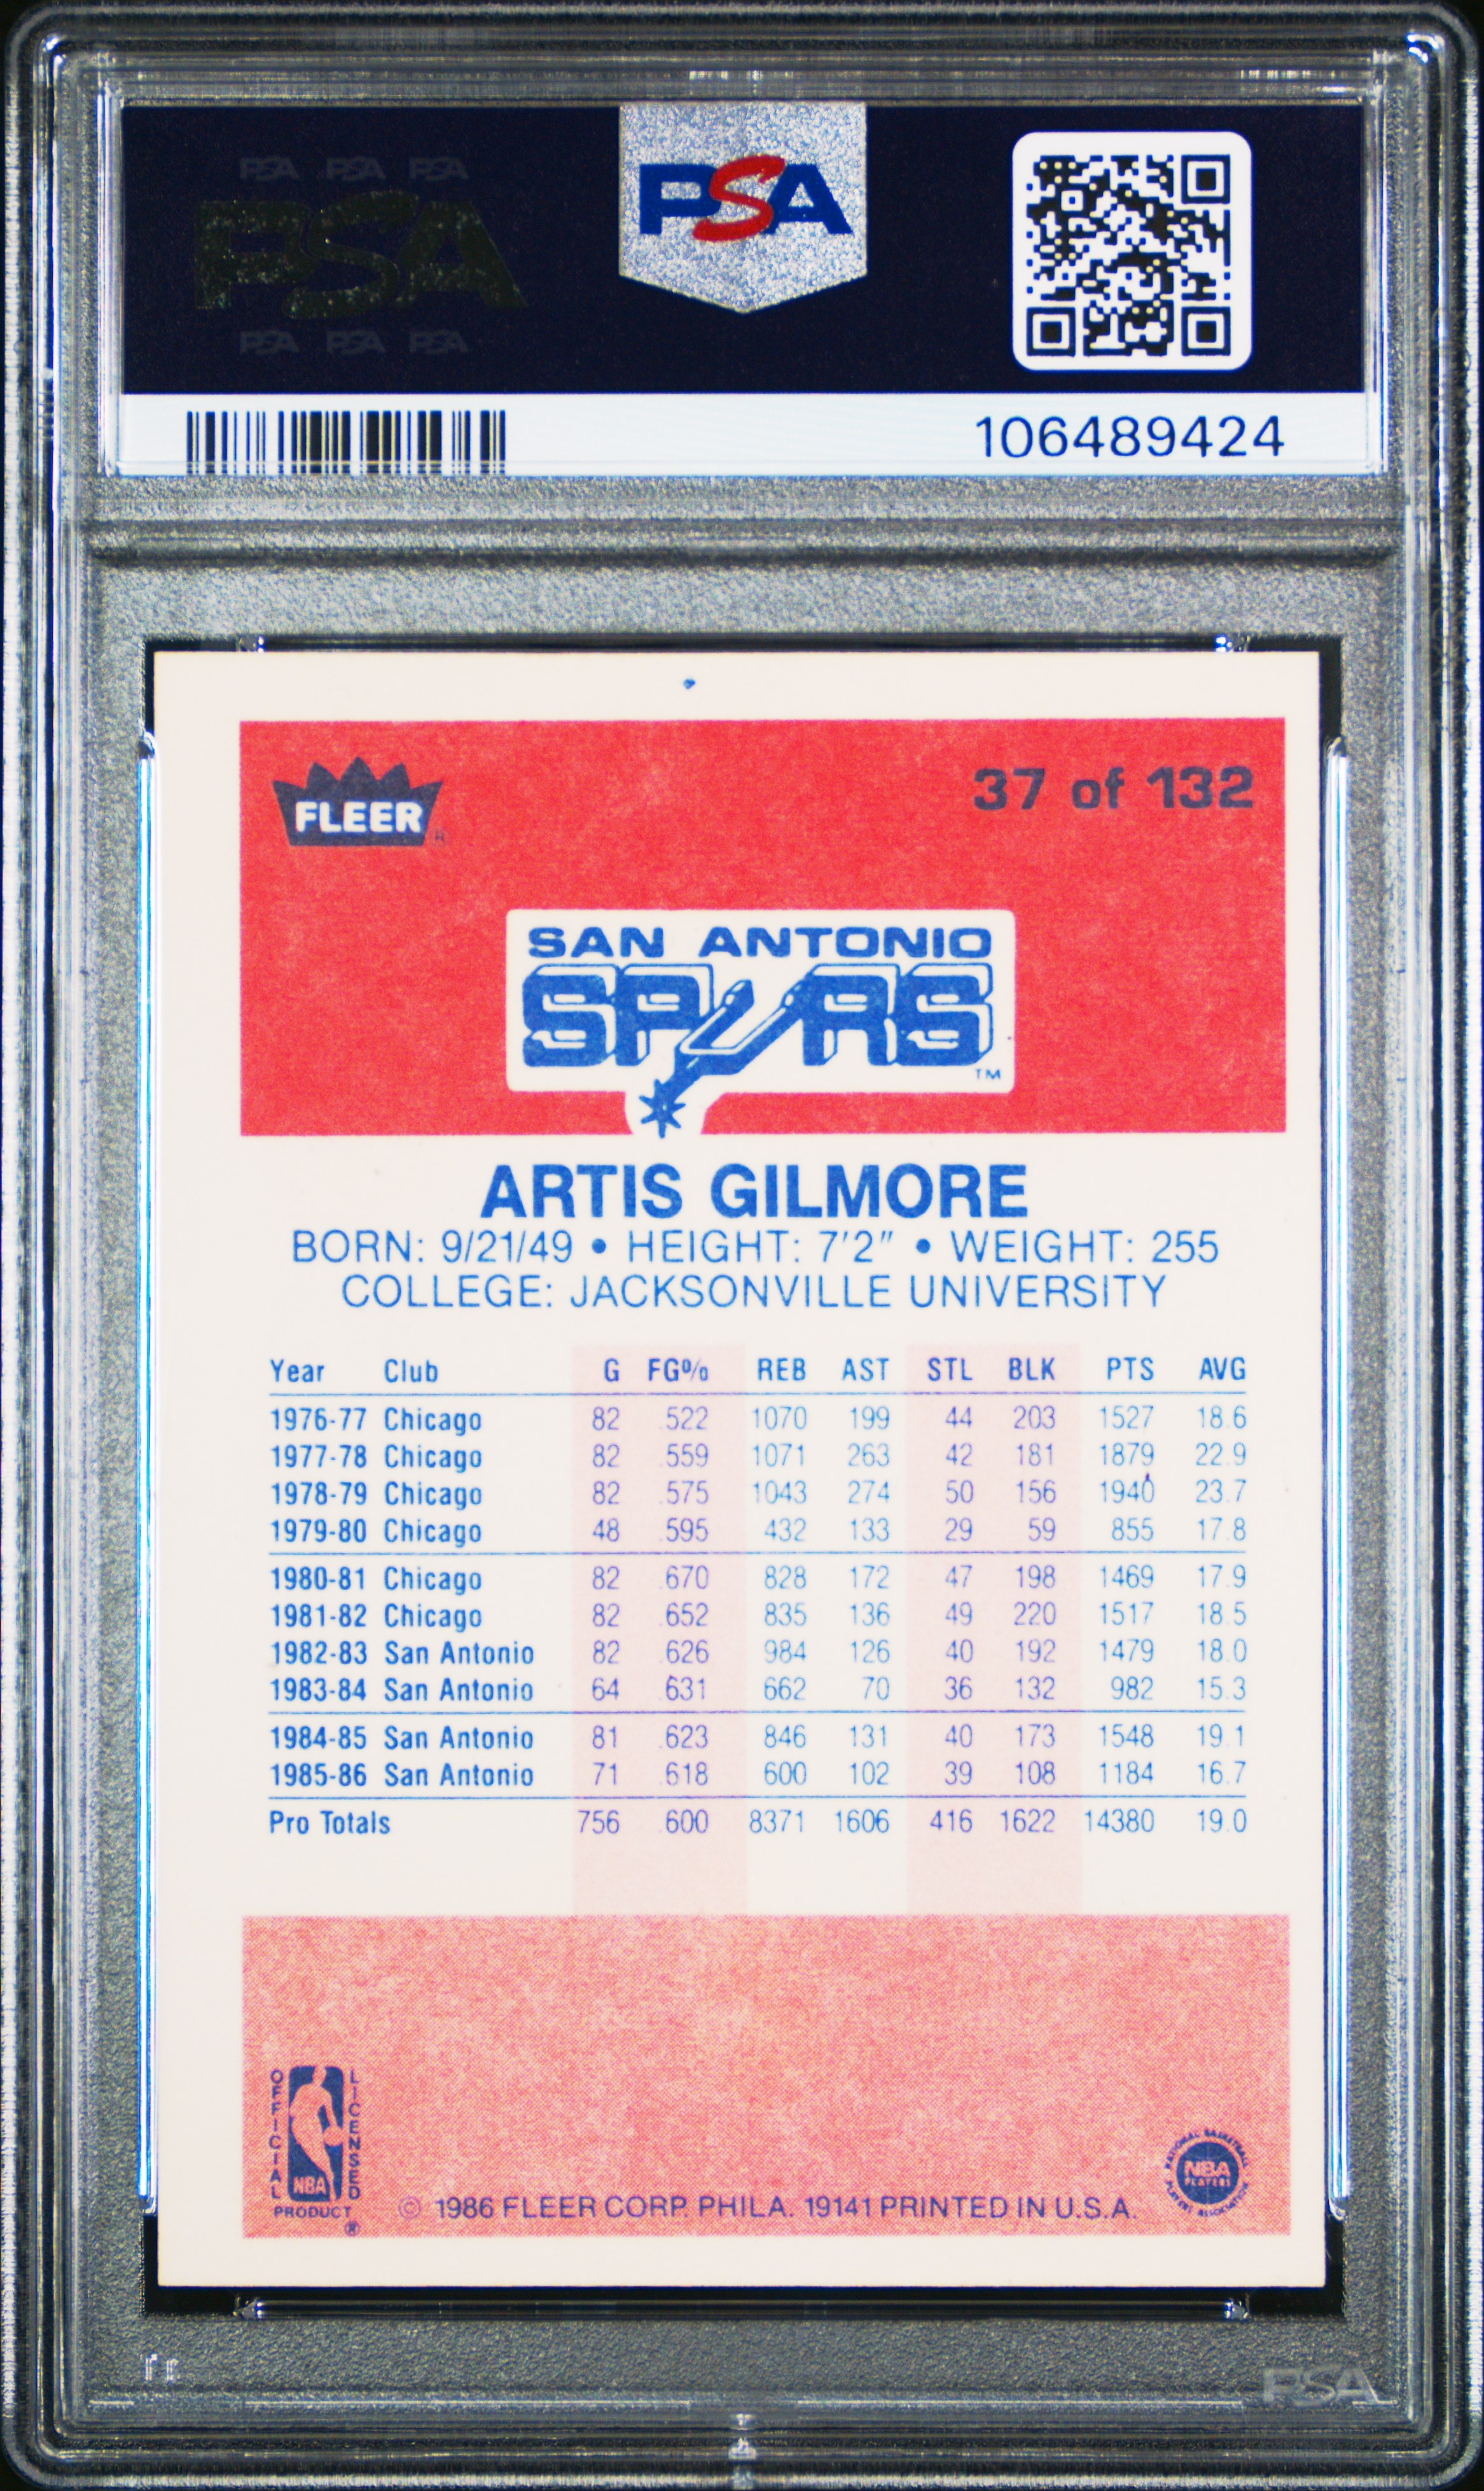 PSA PSA PSA
PSA
PSA PSA PSA
PSA
106489424
FLEER
37 of 132
SAN ANTONIO
SPURS
TM
ARTIS GILMORE
BORN: 9/21/49 • HEIGHT: 7'2" • WEIGHT: 255
COLLEGE: JACKSONVILLE UNIVERSITY
Year Club G FG% REB AST STL BLK PTS AVG
1976-77 Chicago 82 .522 1070 199 44 203 1527 18.6
1977-78 Chicago 82 .559 1071 263 42 181 1879 22.9
1978-79 Chicago 82 .575 1043 274 50 156 1940 23.7
1979-80 Chicago 48 .595 432 133 29 59 855 17.8
1980-81 Chicago 82 .670 828 172 47 198 1469 17.9
1981-82 Chicago 82 .652 835 136 49 220 1517 18.5
1982-83 San Antonio 82 .626 984 126 40 192 1479 18.0
1983-84 San Antonio 64 .631 662 70 36 132 982 15.3
1984-85 San Antonio 81 .623 846 131 40 173 1548 19.1
1985-86 San Antonio 71 .618 600 102 39 108 1184 16.7
Pro Totals 756 .600 8371 1606 416 1622 14380 19.0
OFFICIAL LICENSED
NBA
PRODUCT
®
© 1986 FLEER CORP. PHILA. 19141 PRINTED IN U.S.A.
NATIONAL BASKETBALL
NBA
PLAYERS
PLAYERS ASSOCIATION
PSA